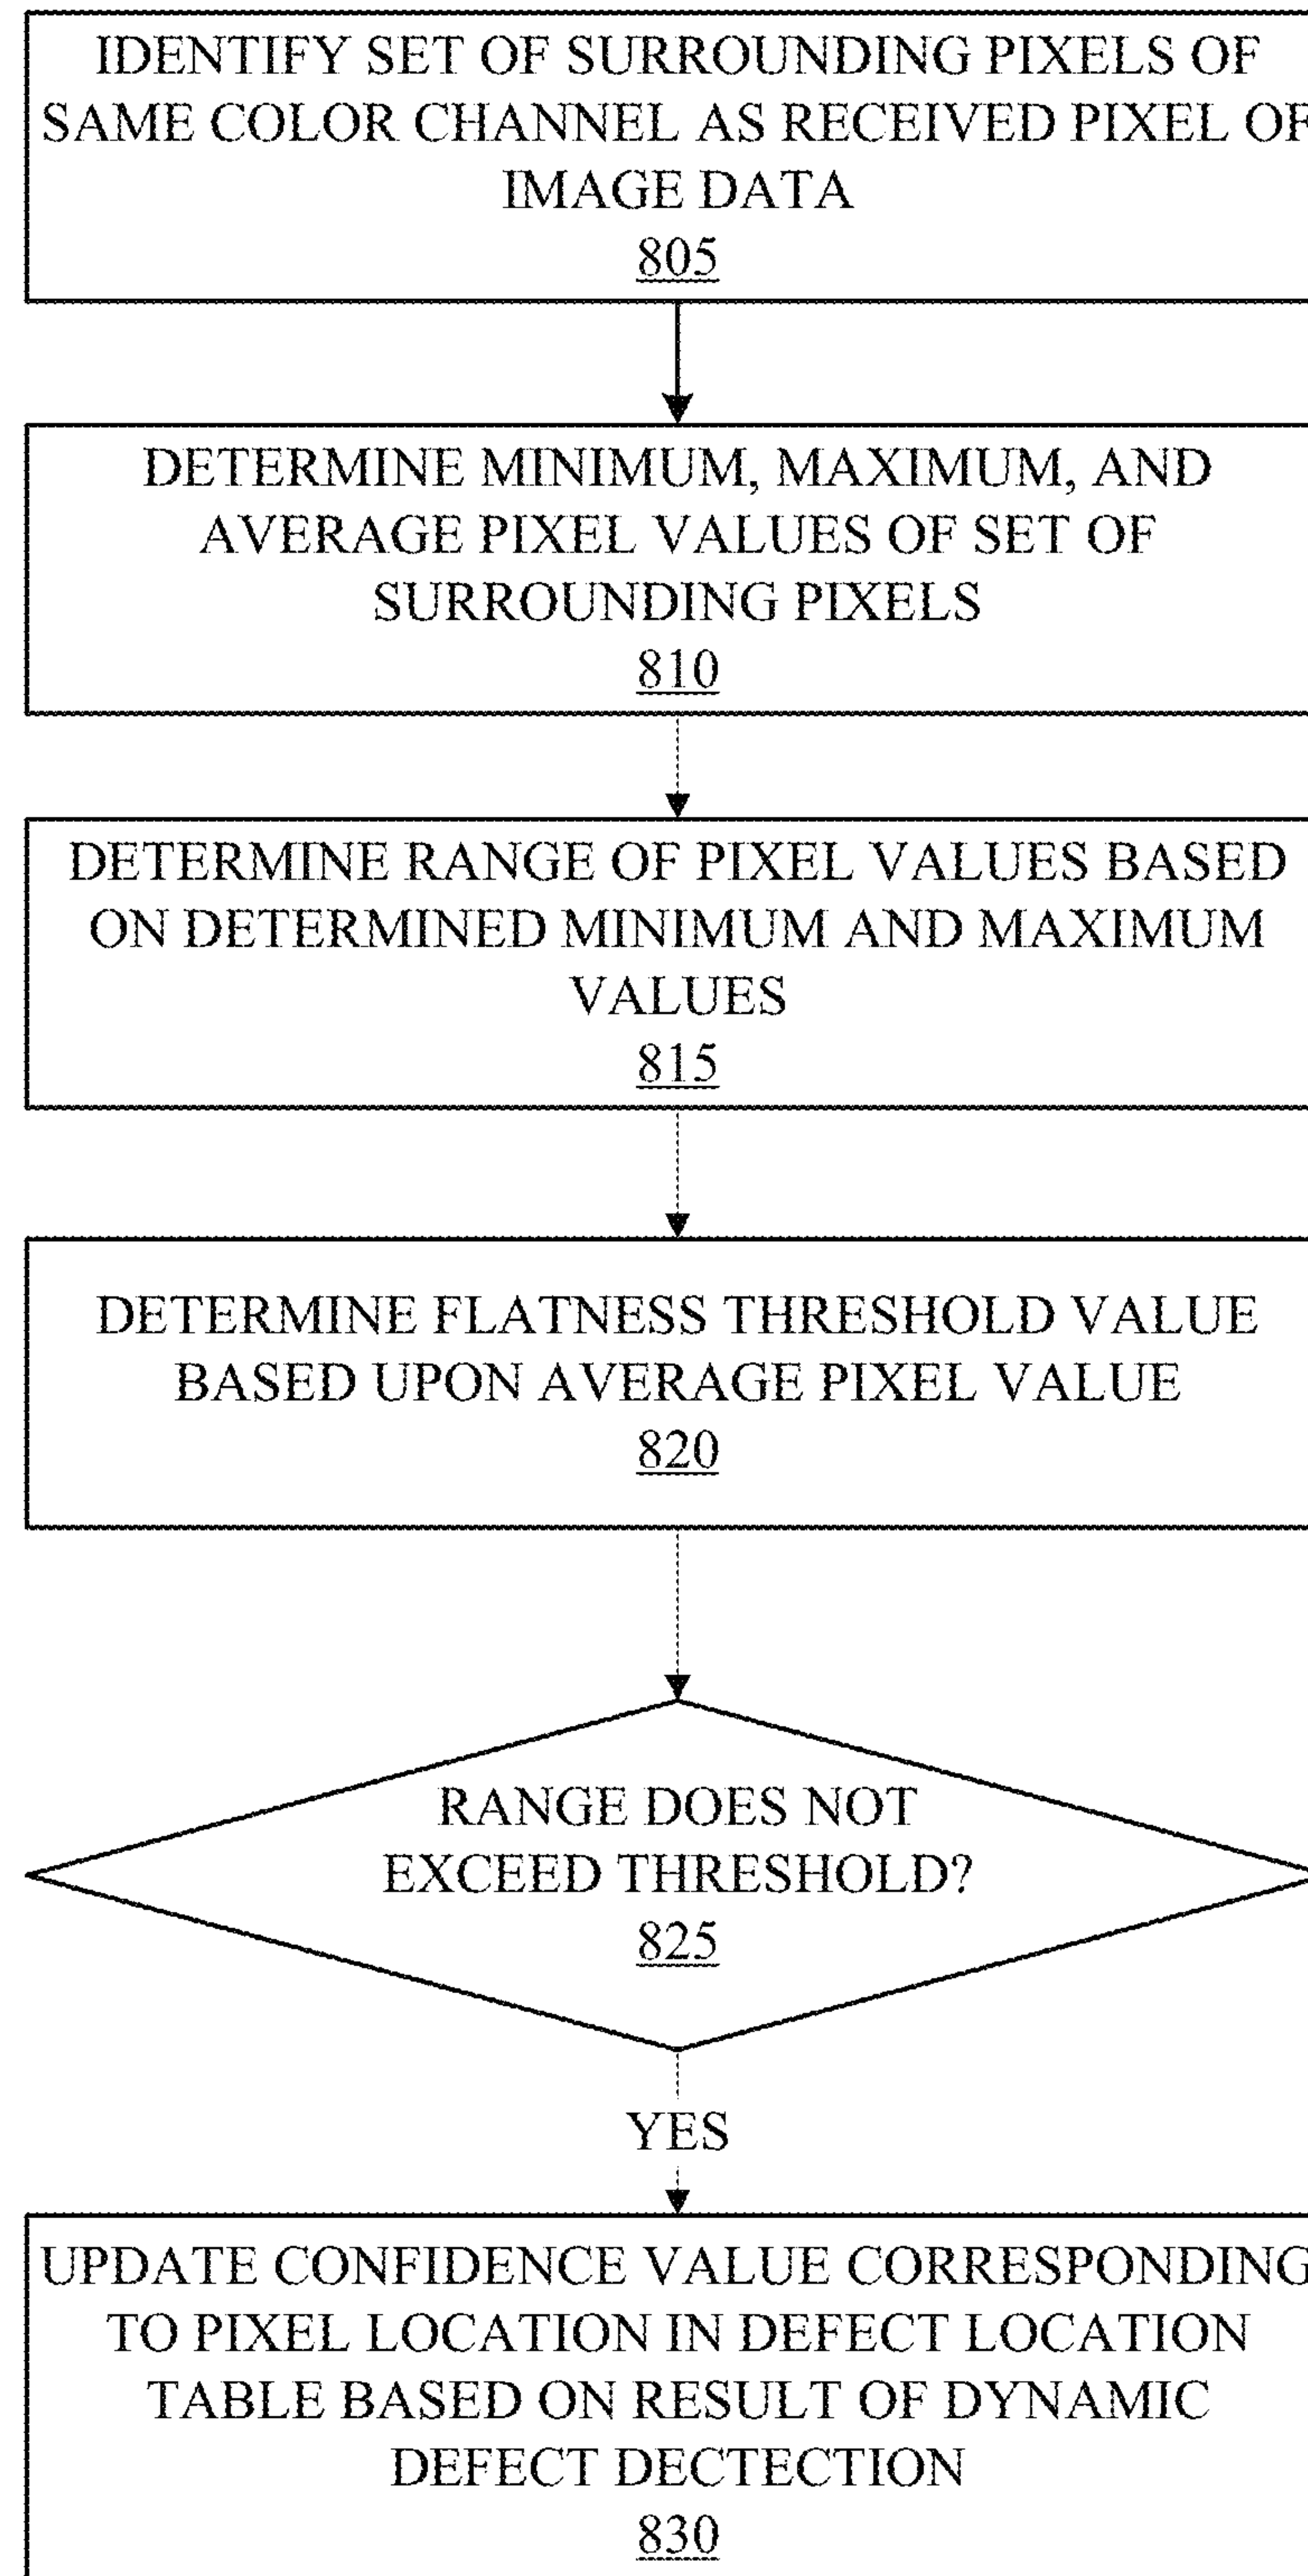 IDENTIFY SET OF SURROUNDING PIXELS OF
SAME COLOR CHANNEL AS RECEIVED PIXEL OF
IMAGE DATA
805
DETERMINE MINIMUM, MAXIMUM, AND
AVERAGE PIXEL VALUES OF SET OF
SURROUNDING PIXELS
810
DETERMINE RANGE OF PIXEL VALUES BASED
ON DETERMINED MINIMUM AND MAXIMUM
VALUES
815
DETERMINE FLATNESS THRESHOLD VALUE
BASED UPON AVERAGE PIXEL VALUE
820
RANGE DOES NOT
EXCEED THRESHOLD?
825
YES
UPDATE CONFIDENCE VALUE CORRESPONDING
TO PIXEL LOCATION IN DEFECT LOCATION
TABLE BASED ON RESULT OF DYNAMIC
DEFECT DECTECTION
830